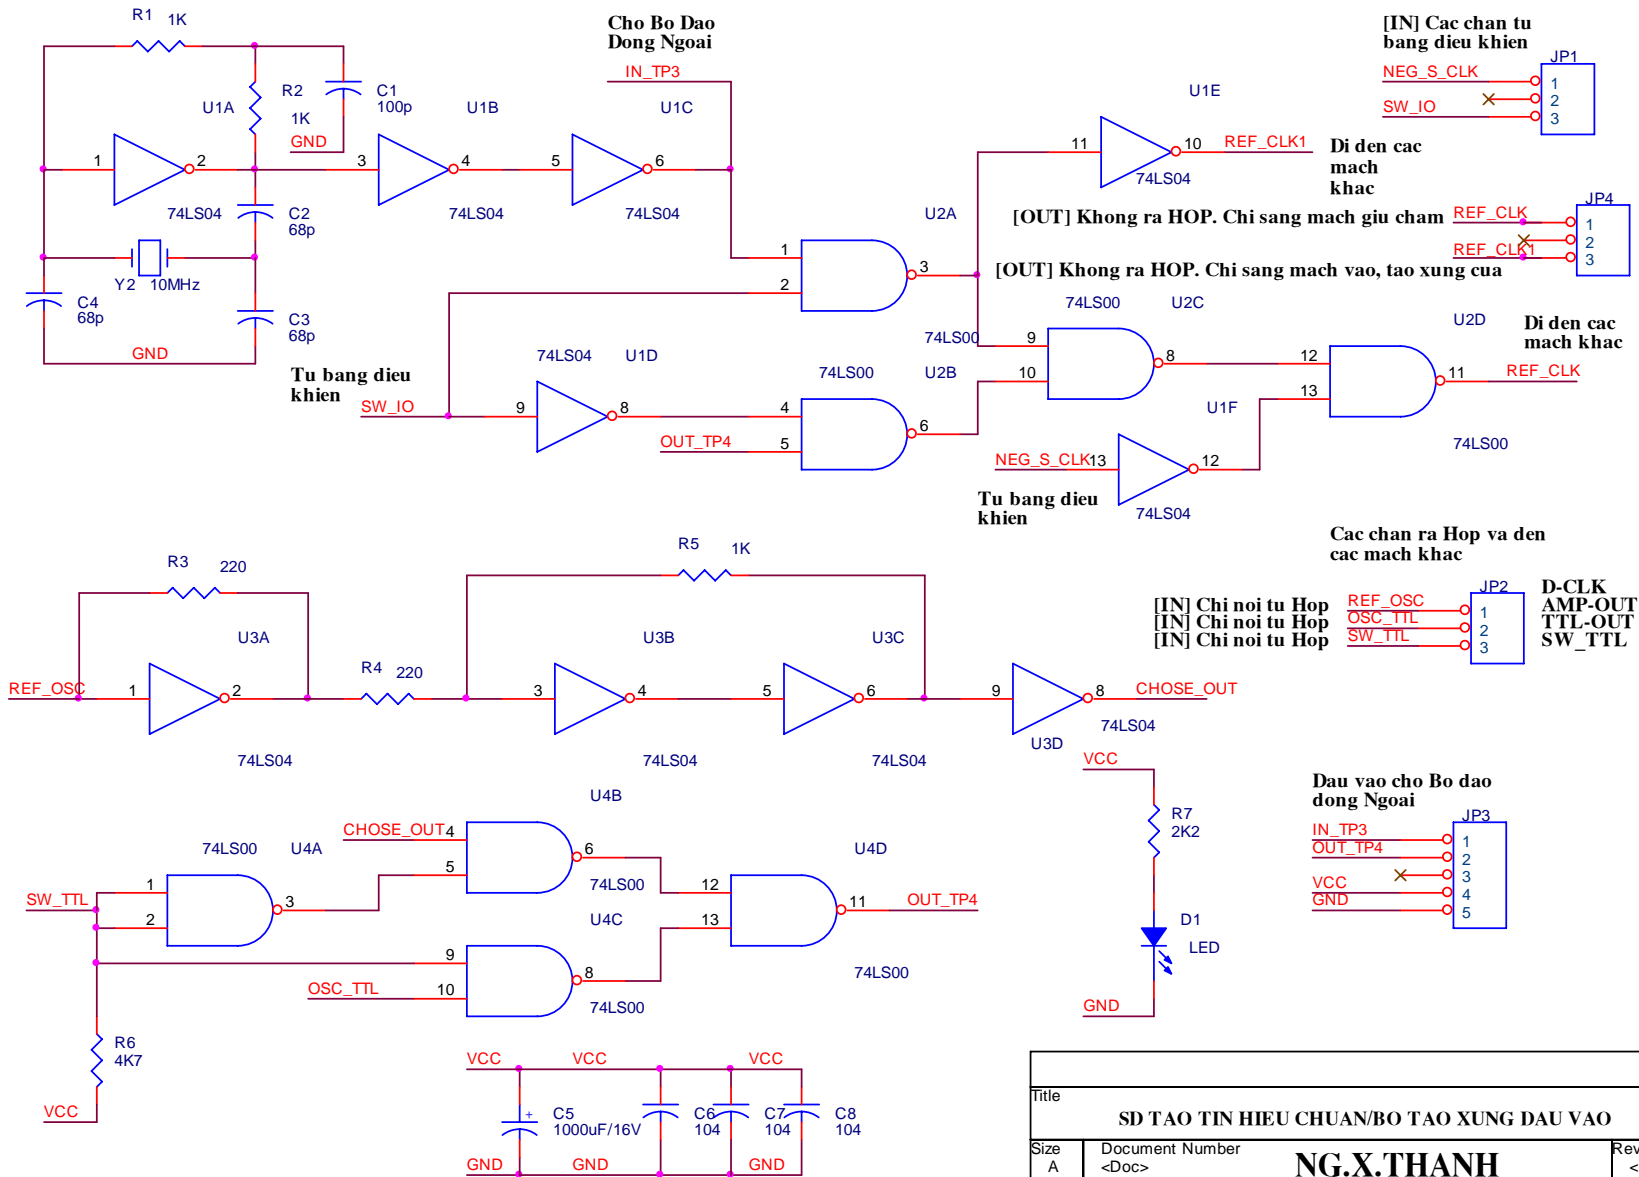 R1 1K
Cho Bo Dao
Dong Ngoai
IN_TP3
[IN] Cac chan tu
bang dieu khien
JP1
NEG_S_CLK 1
2
SW_IO 3
U1A
R2
1K
C1
100p
GND
U1B
U1C
U1E
1 2
74LS04
3 4
74LS04
5 6
74LS04
11 10
REF_CLK1
74LS04
Di den cac
mach
khac
C2
68p
Y2 10MHz
C4
68p
C3
68p
GND
U2A
1
2
3
74LS00
[OUT] Khong ra HOP. Chi sang mach giu cham
REF_CLK
JP4
1
2
REF_CLK1 3
[OUT] Khong ra HOP. Chi sang mach vao, tao xung cua
Tu bang dieu
khien
SW_IO
74LS04 U1D
9 8
74LS00 U2B
4
OUT_TP4 5
6
74LS00 U2C
9
10
8
U2D
12
13
11
REF_CLK
74LS00
Di den cac
mach khac
U1F
NEG_S_CLK 13 12
74LS04
Tu bang dieu
khien
R3 220
U3A
REF_OSC 1 2
74LS04
R4 220
R5 1K
U3B
3 4
74LS04
U3C
5 6
74LS04
9 8
CHOSE_OUT
74LS04
U3D
Cac chan ra Hop va den
cac mach khac
JP2
D-CLK
[IN] Chi noi tu Hop REF_OSC 1 AMP-OUT
[IN] Chi noi tu Hop OSC_TTL 2 TTL-OUT
[IN] Chi noi tu Hop SW_TTL 3 SW_TTL
74LS00 U4A
SW_TTL
1
2
3
U4B
CHOSE_OUT 4
5
6
74LS00
U4C
9
OSC_TTL 10
8
74LS00
U4D
12
13
11
OUT_TP4
74LS00
R6
4K7
VCC
VCC
R7
2K2
D1
LED
GND
Dau vao cho Bo dao
dong Ngoai
JP3
IN_TP3 1
OUT_TP4 2
3
VCC 4
GND 5
VCC VCC VCC
+
C5
1000uF/16V
C6
104
C7
104
C8
104
GND GND GND
Title
SD TAO TIN HIEU CHUAN/BO TAO XUNG DAU VAO
Size
A
Document Number
<Doc>
NG.X.THANH
Rev
<